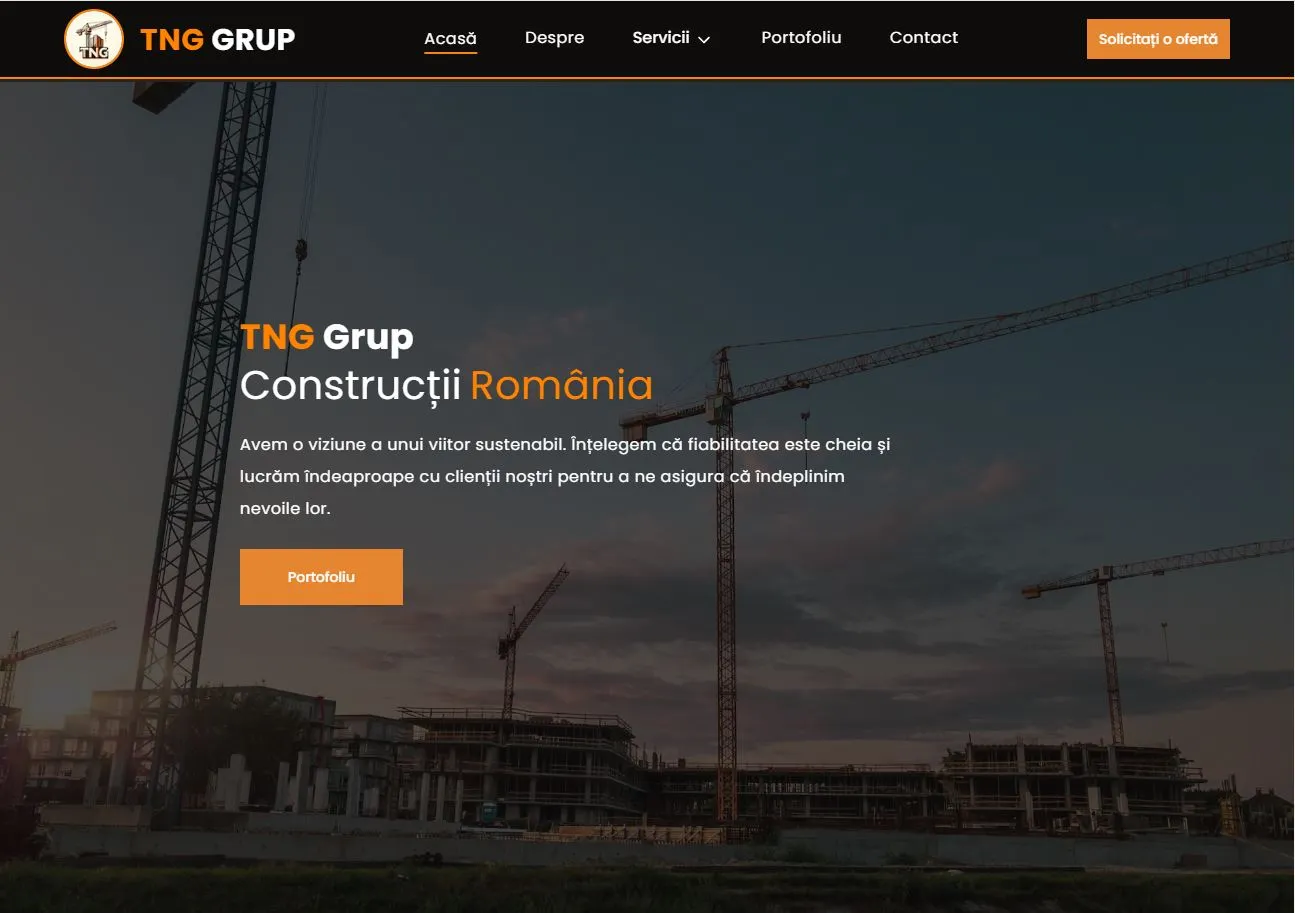 TNG
TNG GRUP
Acasă
Despre
Servicii
Portofoliu
Contact
Solicitați o ofertă
TNG Grup
Construcții România
Avem o viziune a unui viitor sustenabil. Înțelegem că fiabilitatea este cheia și
lucrăm îndeaproape cu clienții noștri pentru a ne asigura că îndeplinim
nevoile lor.
Portofoliu